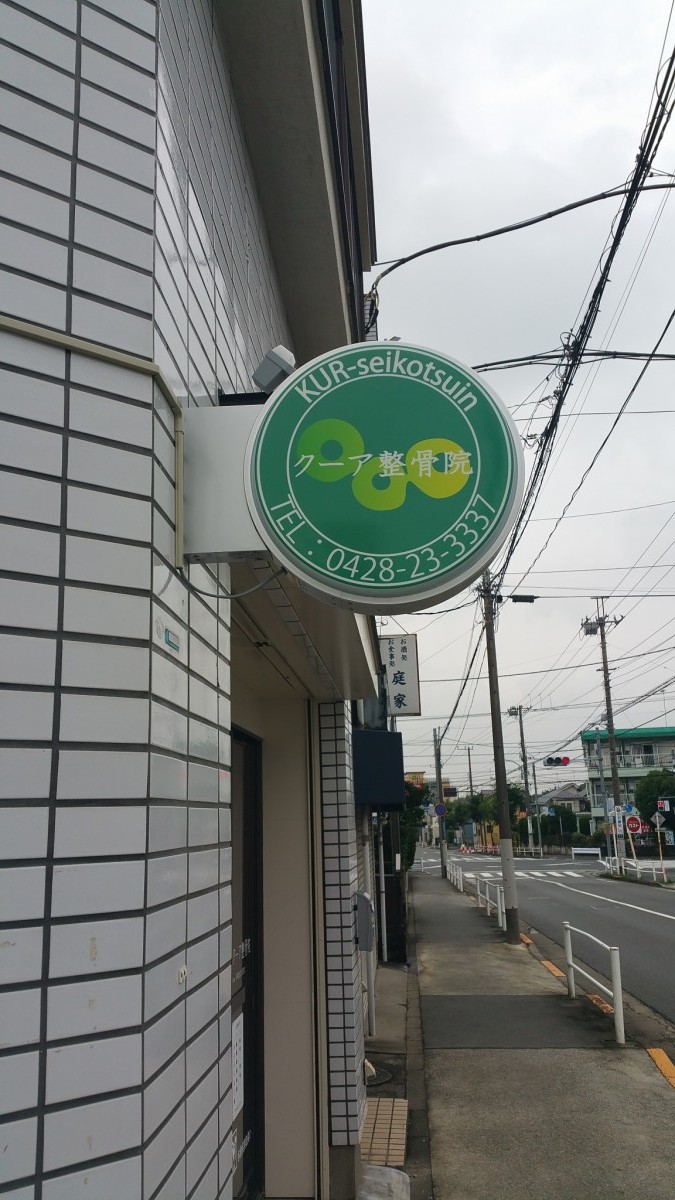 KUR-seikotsuin
クーア整骨院
TEL：0428-23-3337
お酒処
お食事処
庭家